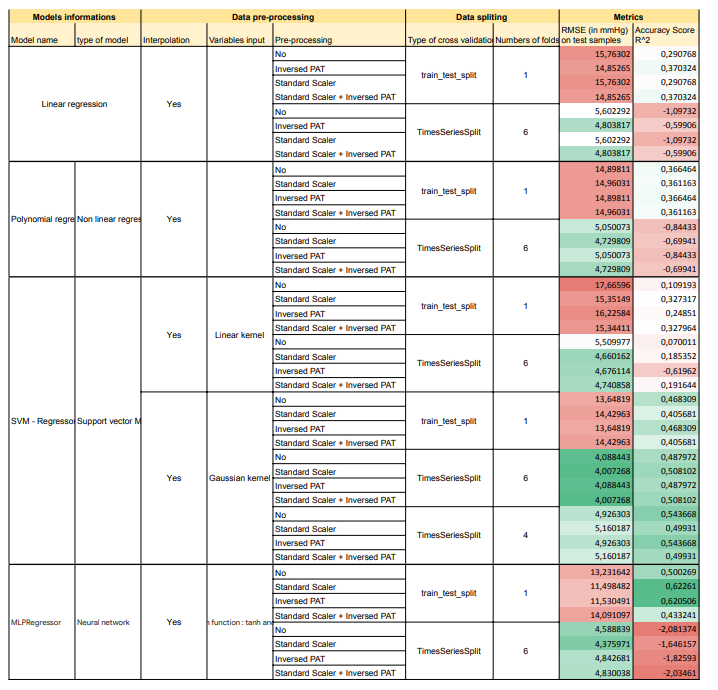 Models informations Data pre-processing Data spliting Metrics
Model name type of model Interpolation Variables input Pre-processing Type of cross validatio Numbers of folds RMSE (in mmHg) on test samples Accuracy Score R^2
Linear regression Yes train_test_split 1
No 15,76302 0,290768
Inversed PAT 14,85265 0,370324
Standard Scaler 15,76302 0,290768
Standard Scaler + Inversed PAT 14,85265 0,370324
TimesSeriesSplit 6
No 5,602292 -1,09732
Inversed PAT 4,803817 -0,59906
Standard Scaler 5,602292 -1,09732
Standard Scaler + Inversed PAT 4,803817 -0,59906
Polynomial regre Non linear regres Yes train_test_split 1
No 14,89811 0,366464
Standard Scaler 14,96031 0,361163
Inversed PAT 14,89811 0,366464
Standard Scaler + Inversed PAT 14,96031 0,361163
TimesSeriesSplit 6
No 5,050073 -0,84433
Standard Scaler 4,729809 -0,69941
Inversed PAT 5,050073 -0,84433
Standard Scaler + Inversed PAT 4,729809 -0,69941
SVM - Regresso Support vector M Yes Linear kernel train_test_split 1
No 17,66596 0,109193
Standard Scaler 15,35149 0,327317
Inversed PAT 16,22584 0,24851
Standard Scaler + Inversed PAT 15,34411 0,327964
TimesSeriesSplit 6
No 5,509977 0,070011
Standard Scaler 4,660162 0,185352
Inversed PAT 4,676114 -0,61962
Standard Scaler + Inversed PAT 4,740858 0,191644
Yes Gaussian kernel train_test_split 1
No 13,64819 0,468309
Standard Scaler 14,42963 0,405681
Inversed PAT 13,64819 0,468309
Standard Scaler + Inversed PAT 14,42963 0,405681
TimesSeriesSplit 6
No 4,088443 0,487972
Standard Scaler 4,007268 0,508102
Inversed PAT 4,088443 0,487972
Standard Scaler + Inversed PAT 4,007268 0,508102
TimesSeriesSplit 4
No 4,926303 0,543668
Standard Scaler 5,160187 0,49931
Inversed PAT 4,926303 0,543668
Standard Scaler + Inversed PAT 5,160187 0,49931
MLPRegressor Neural network Yes n function : tanh an train_test_split 1
No 13,231642 0,500269
Standard Scaler 11,498482 0,62261
Inversed PAT 11,530491 0,620506
Standard Scaler + Inversed PAT 14,091097 0,433241
TimesSeriesSplit 6
No 4,588839 -2,081374
Standard Scaler 4,375971 -1,646157
Inversed PAT 4,842681 -1,82593
Standard Scaler + Inversed PAT 4,830038 -2,03461